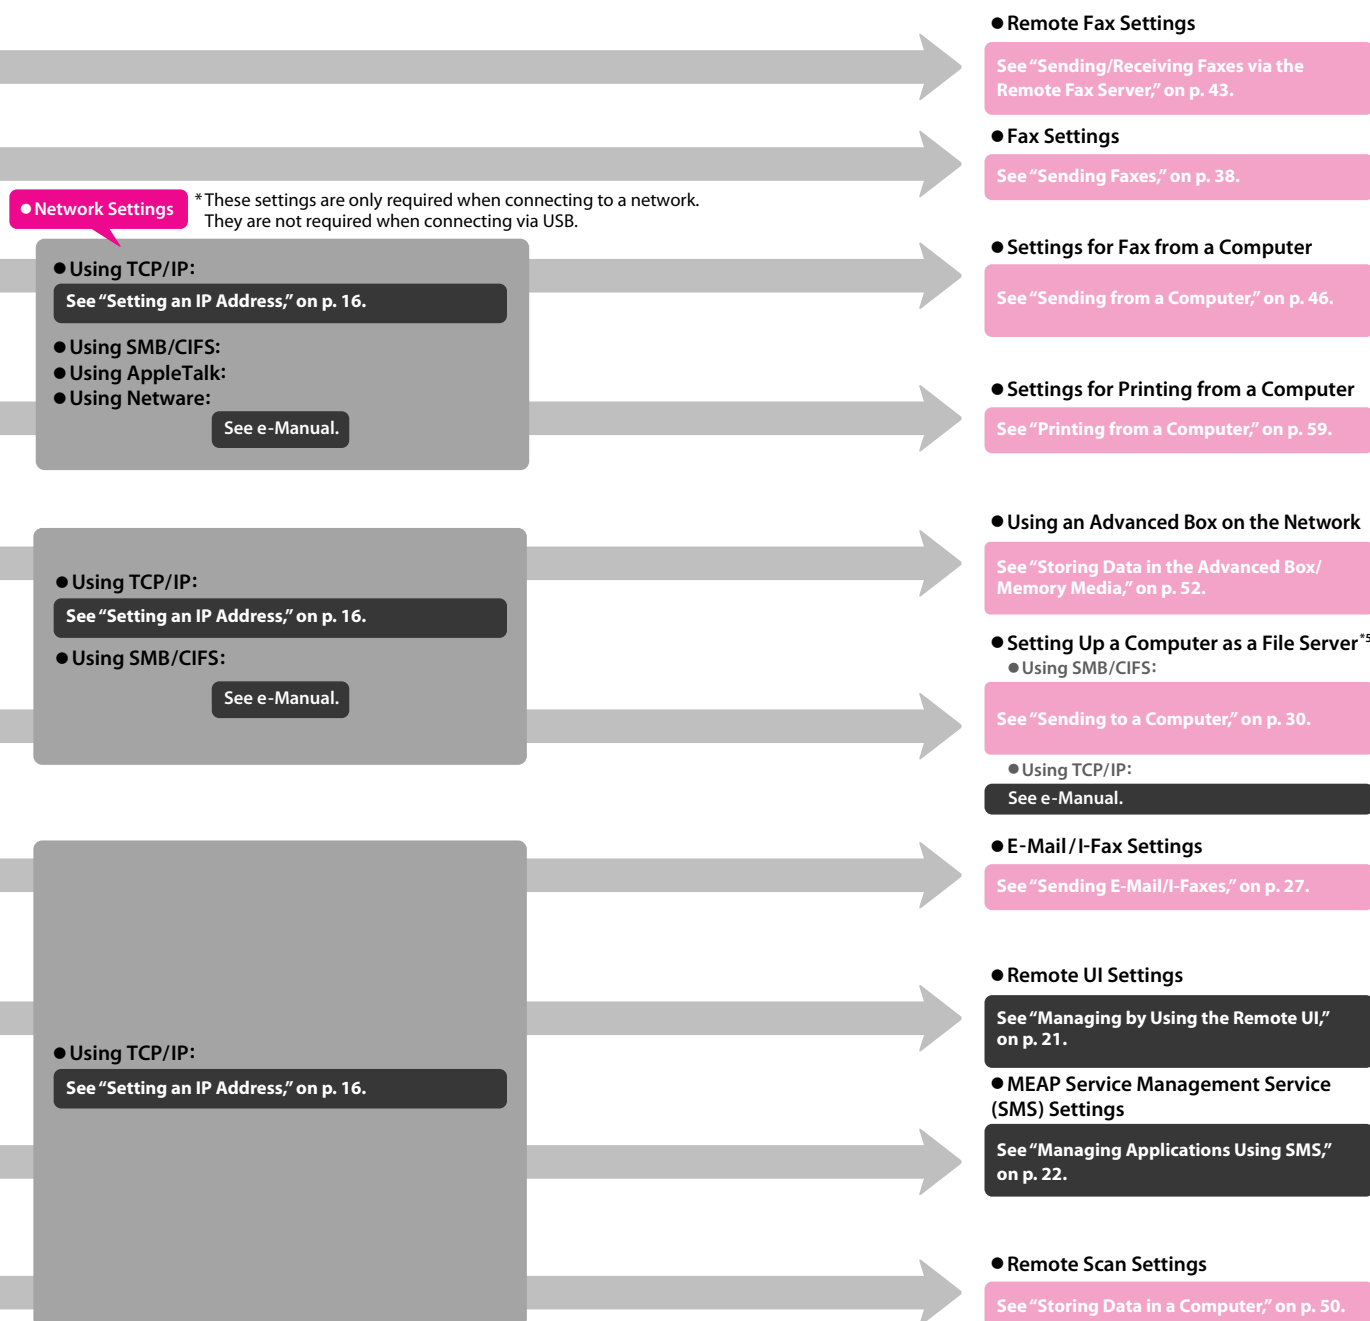 ● Remote Fax Settings
See “Sending/Receiving Faxes via the
Remote Fax Server,” on p. 43.
● Fax Settings
See “Sending Faxes,” on p. 38.
● Network Settings
* These settings are only required when connecting to a network.
They are not required when connecting via USB.
● Using TCP/IP:
See “Setting an IP Address,” on p. 16.
● Using SMB/CIFS:
● Using AppleTalk:
● Using Netware:
See e-Manual.
● Settings for Fax from a Computer
See “Sending from a Computer,” on p. 46.
● Settings for Printing from a Computer
See “Printing from a Computer,” on p. 59.
● Using TCP/IP:
See “Setting an IP Address,” on p. 16.
● Using SMB/CIFS:
See e-Manual.
● Using an Advanced Box on the Network
See “Storing Data in the Advanced Box/
Memory Media,” on p. 52.
● Setting Up a Computer as a File Server*5
● Using SMB/CIFS:
See “Sending to a Computer,” on p. 30.
● Using TCP/IP:
See e-Manual.
● Using TCP/IP:
See “Setting an IP Address,” on p. 16.
● E-Mail/I-Fax Settings
See “Sending E-Mail/I-Faxes,” on p. 27.
● Remote UI Settings
See “Managing by Using the Remote UI,”
on p. 21.
● MEAP Service Management Service
(SMS) Settings
See “Managing Applications Using SMS,”
on p. 22.
● Remote Scan Settings
See “Storing Data in a Computer,” on p. 50.